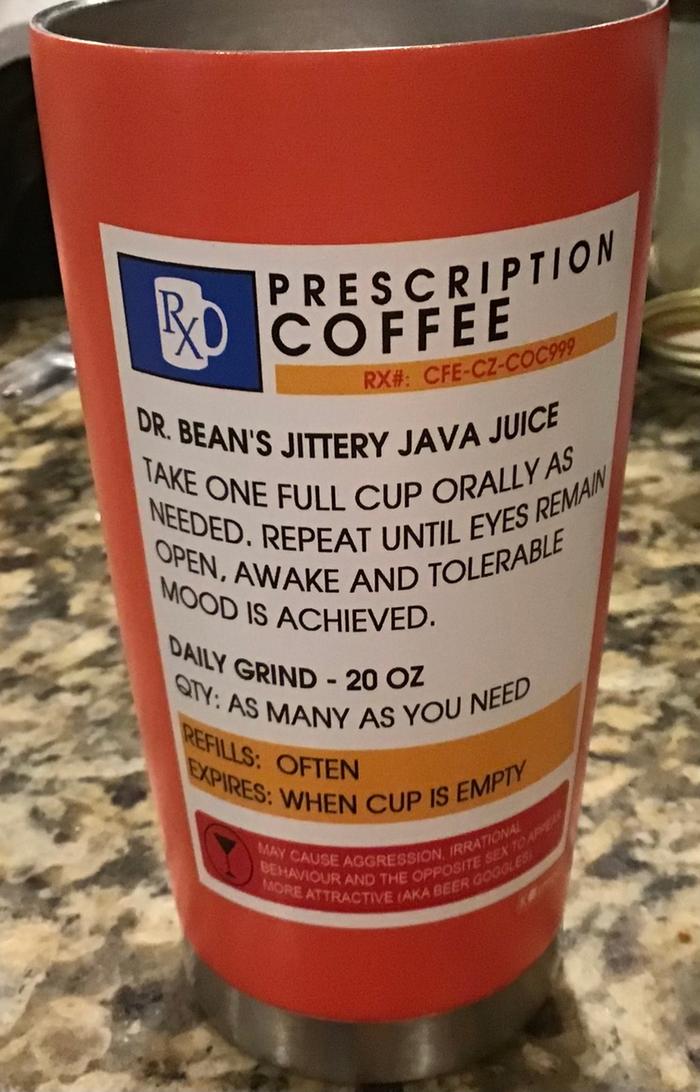 Rx
PRESCRIPTION
COFFEE
RX#: CFE-CZ-COC999
DR. BEAN'S JITTERY JAVA JUICE
TAKE ONE FULL CUP ORALLY AS
NEEDED. REPEAT UNTIL EYES REMAIN
OPEN, AWAKE AND TOLERABLE
MOOD IS ACHIEVED.
DAILY GRIND - 20 OZ
QTY: AS MANY AS YOU NEED
REFILLS: OFTEN
EXPIRES: WHEN CUP IS EMPTY
MAY CAUSE AGGRESSION, IRRATIONAL
BEHAVIOUR AND THE OPPOSITE SEX TO APPEAR
MORE ATTRACTIVE (AKA BEER GOGGLES).